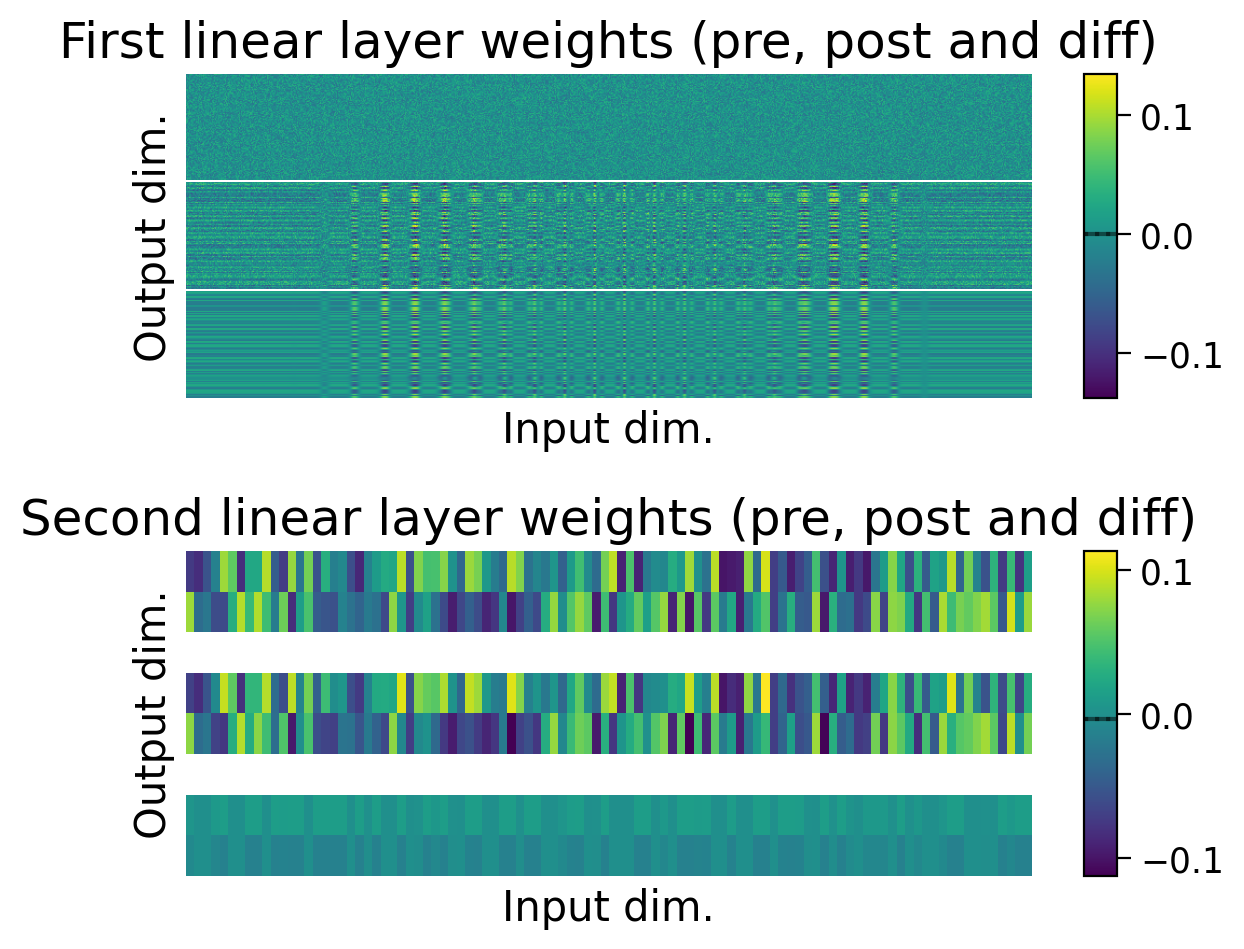 First linear layer weights (pre, post and diff)
Output dim.
0.1
0.0
−0.1
Input dim.
Second linear layer weights (pre, post and diff)
Output dim.
0.1
0.0
−0.1
Input dim.